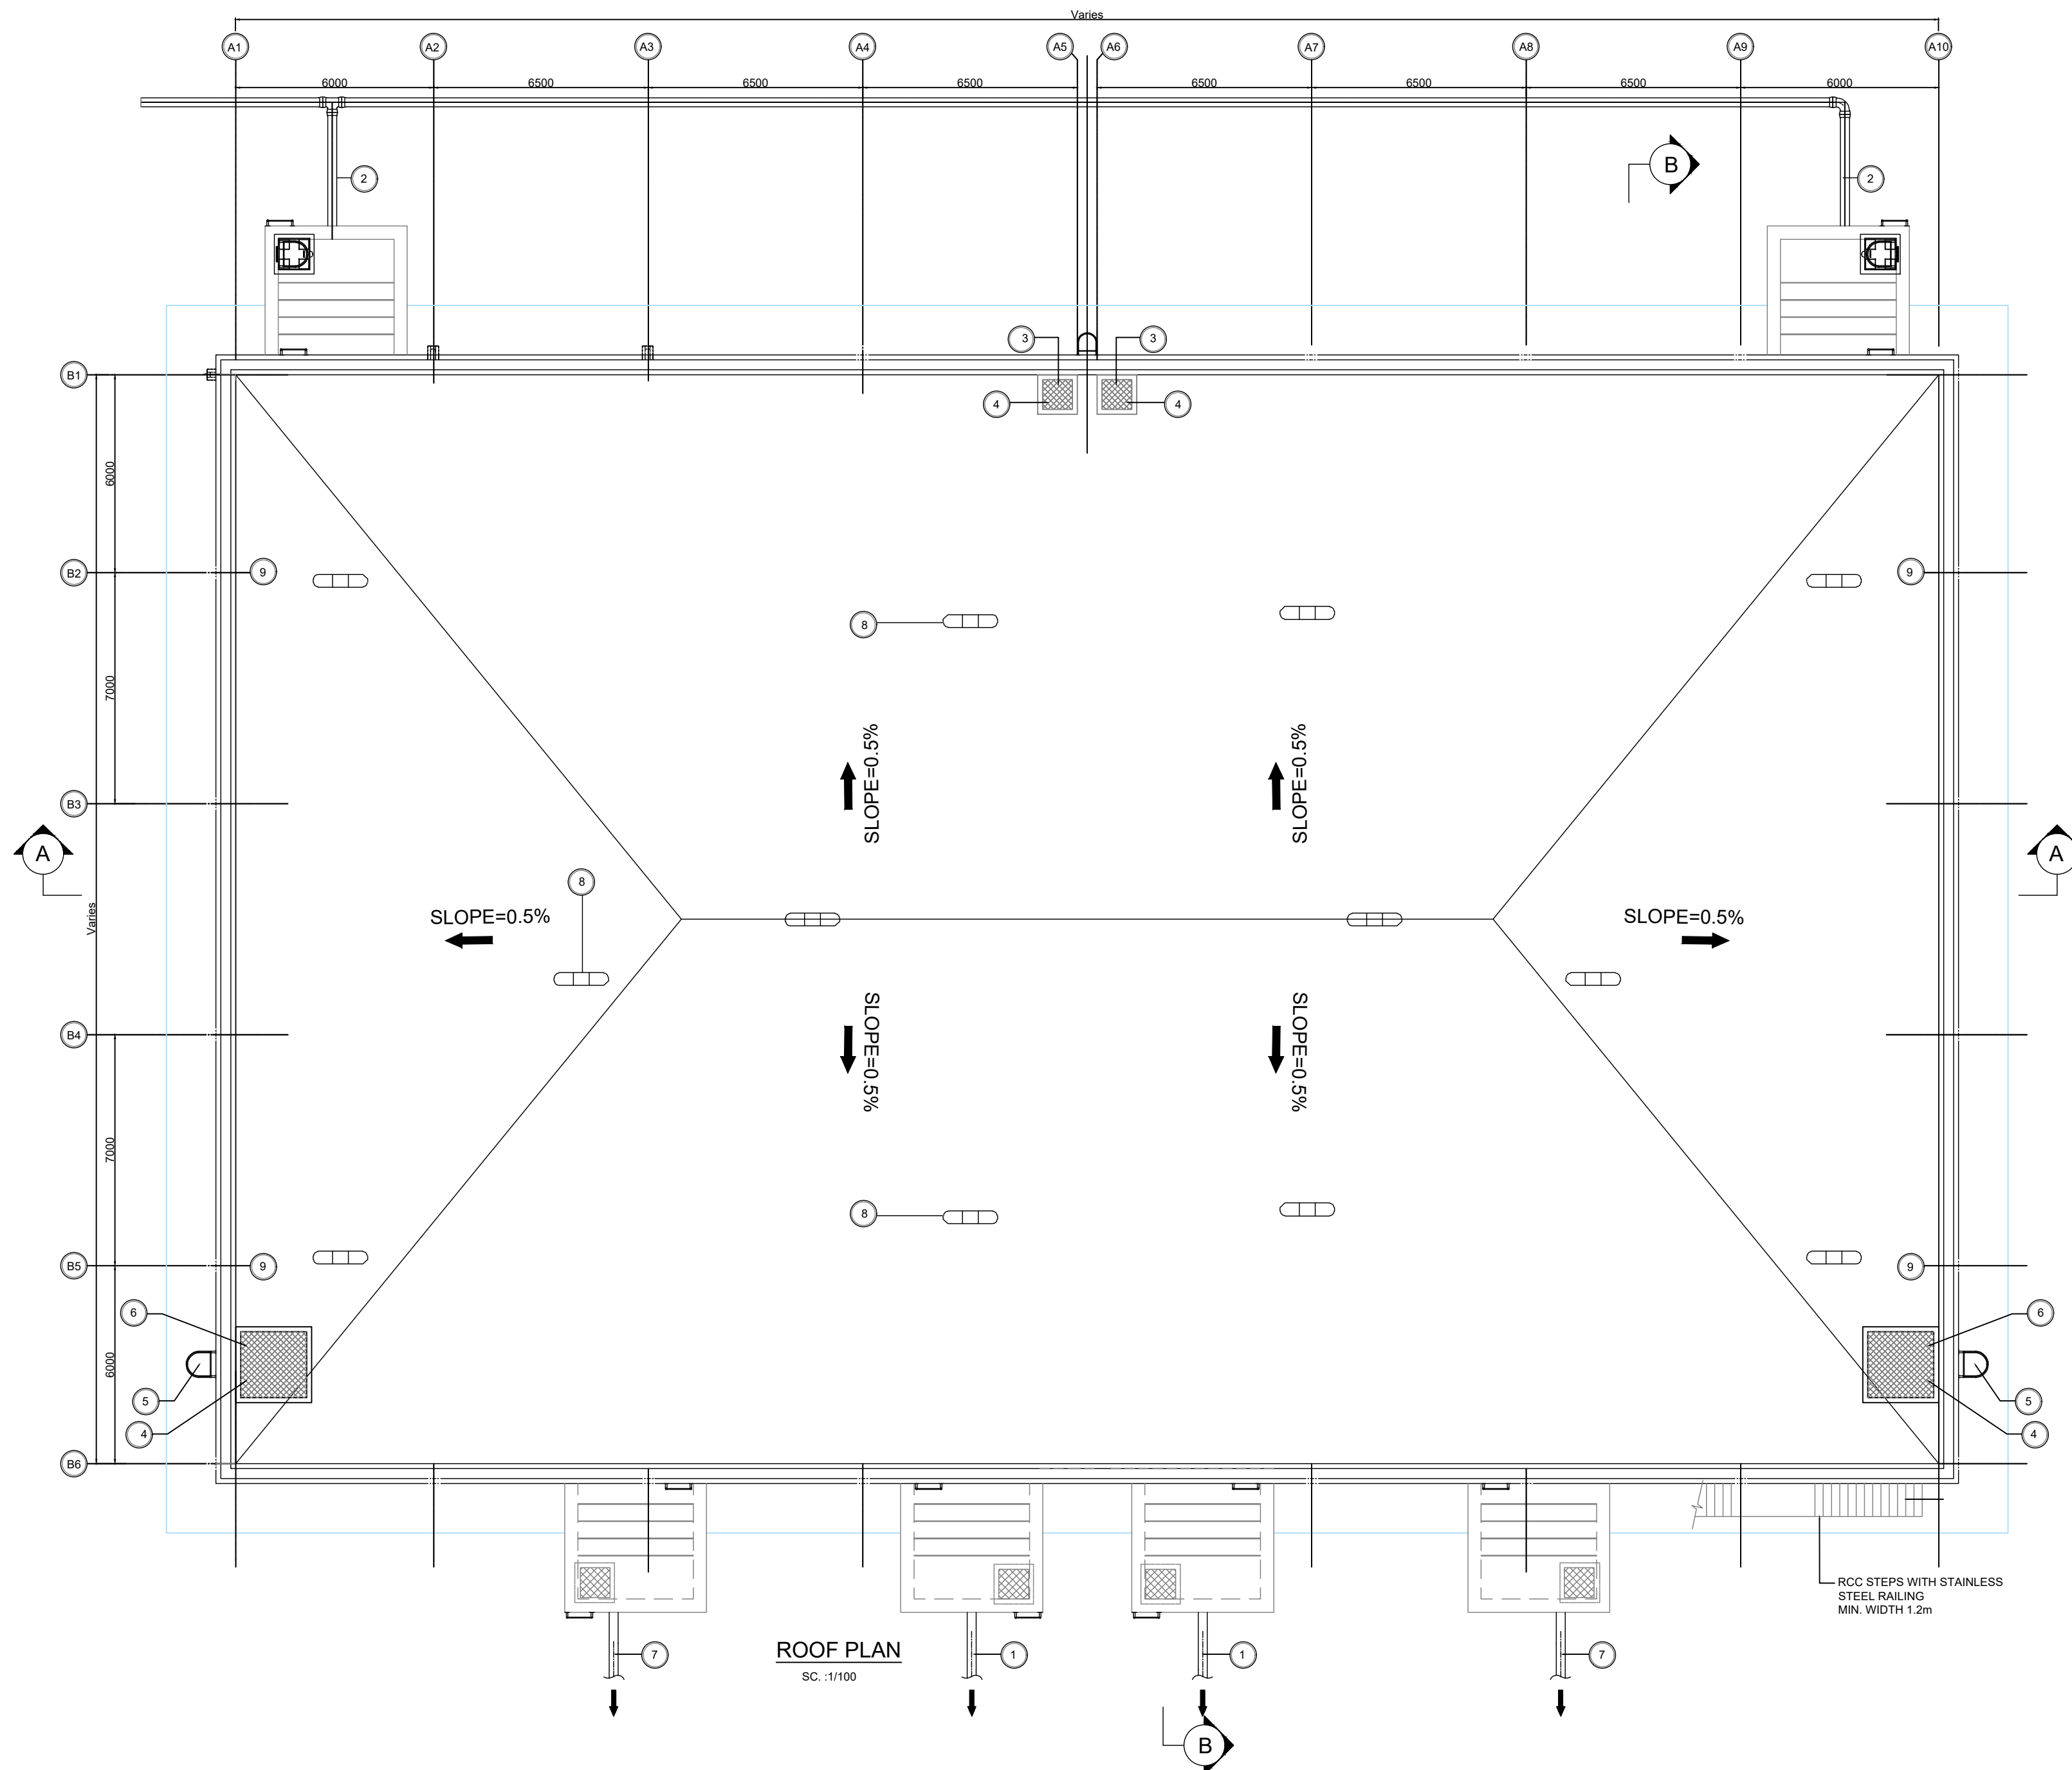 Varies
A1
A2
A3
A4
A5
A6
A7
A8
A9
A10
6000
6500
6500
6500
6500
6500
6500
6000
2
B
2
3
3
B1
4
4
6000
B2
9
9
8
7000
SLOPE=0.5%
SLOPE=0.5%
B3
A
A
8
Varies
SLOPE=0.5%
SLOPE=0.5%
B4
SLOPE=0.5%
SLOPE=0.5%
7000
8
B5
9
9
6
6
6000
5
5
4
4
B6
RCC STEPS WITH STAINLESS
STEEL RAILING
MIN. WIDTH 1.2m
7
ROOF PLAN
1
1
7
SC. :1/100
B